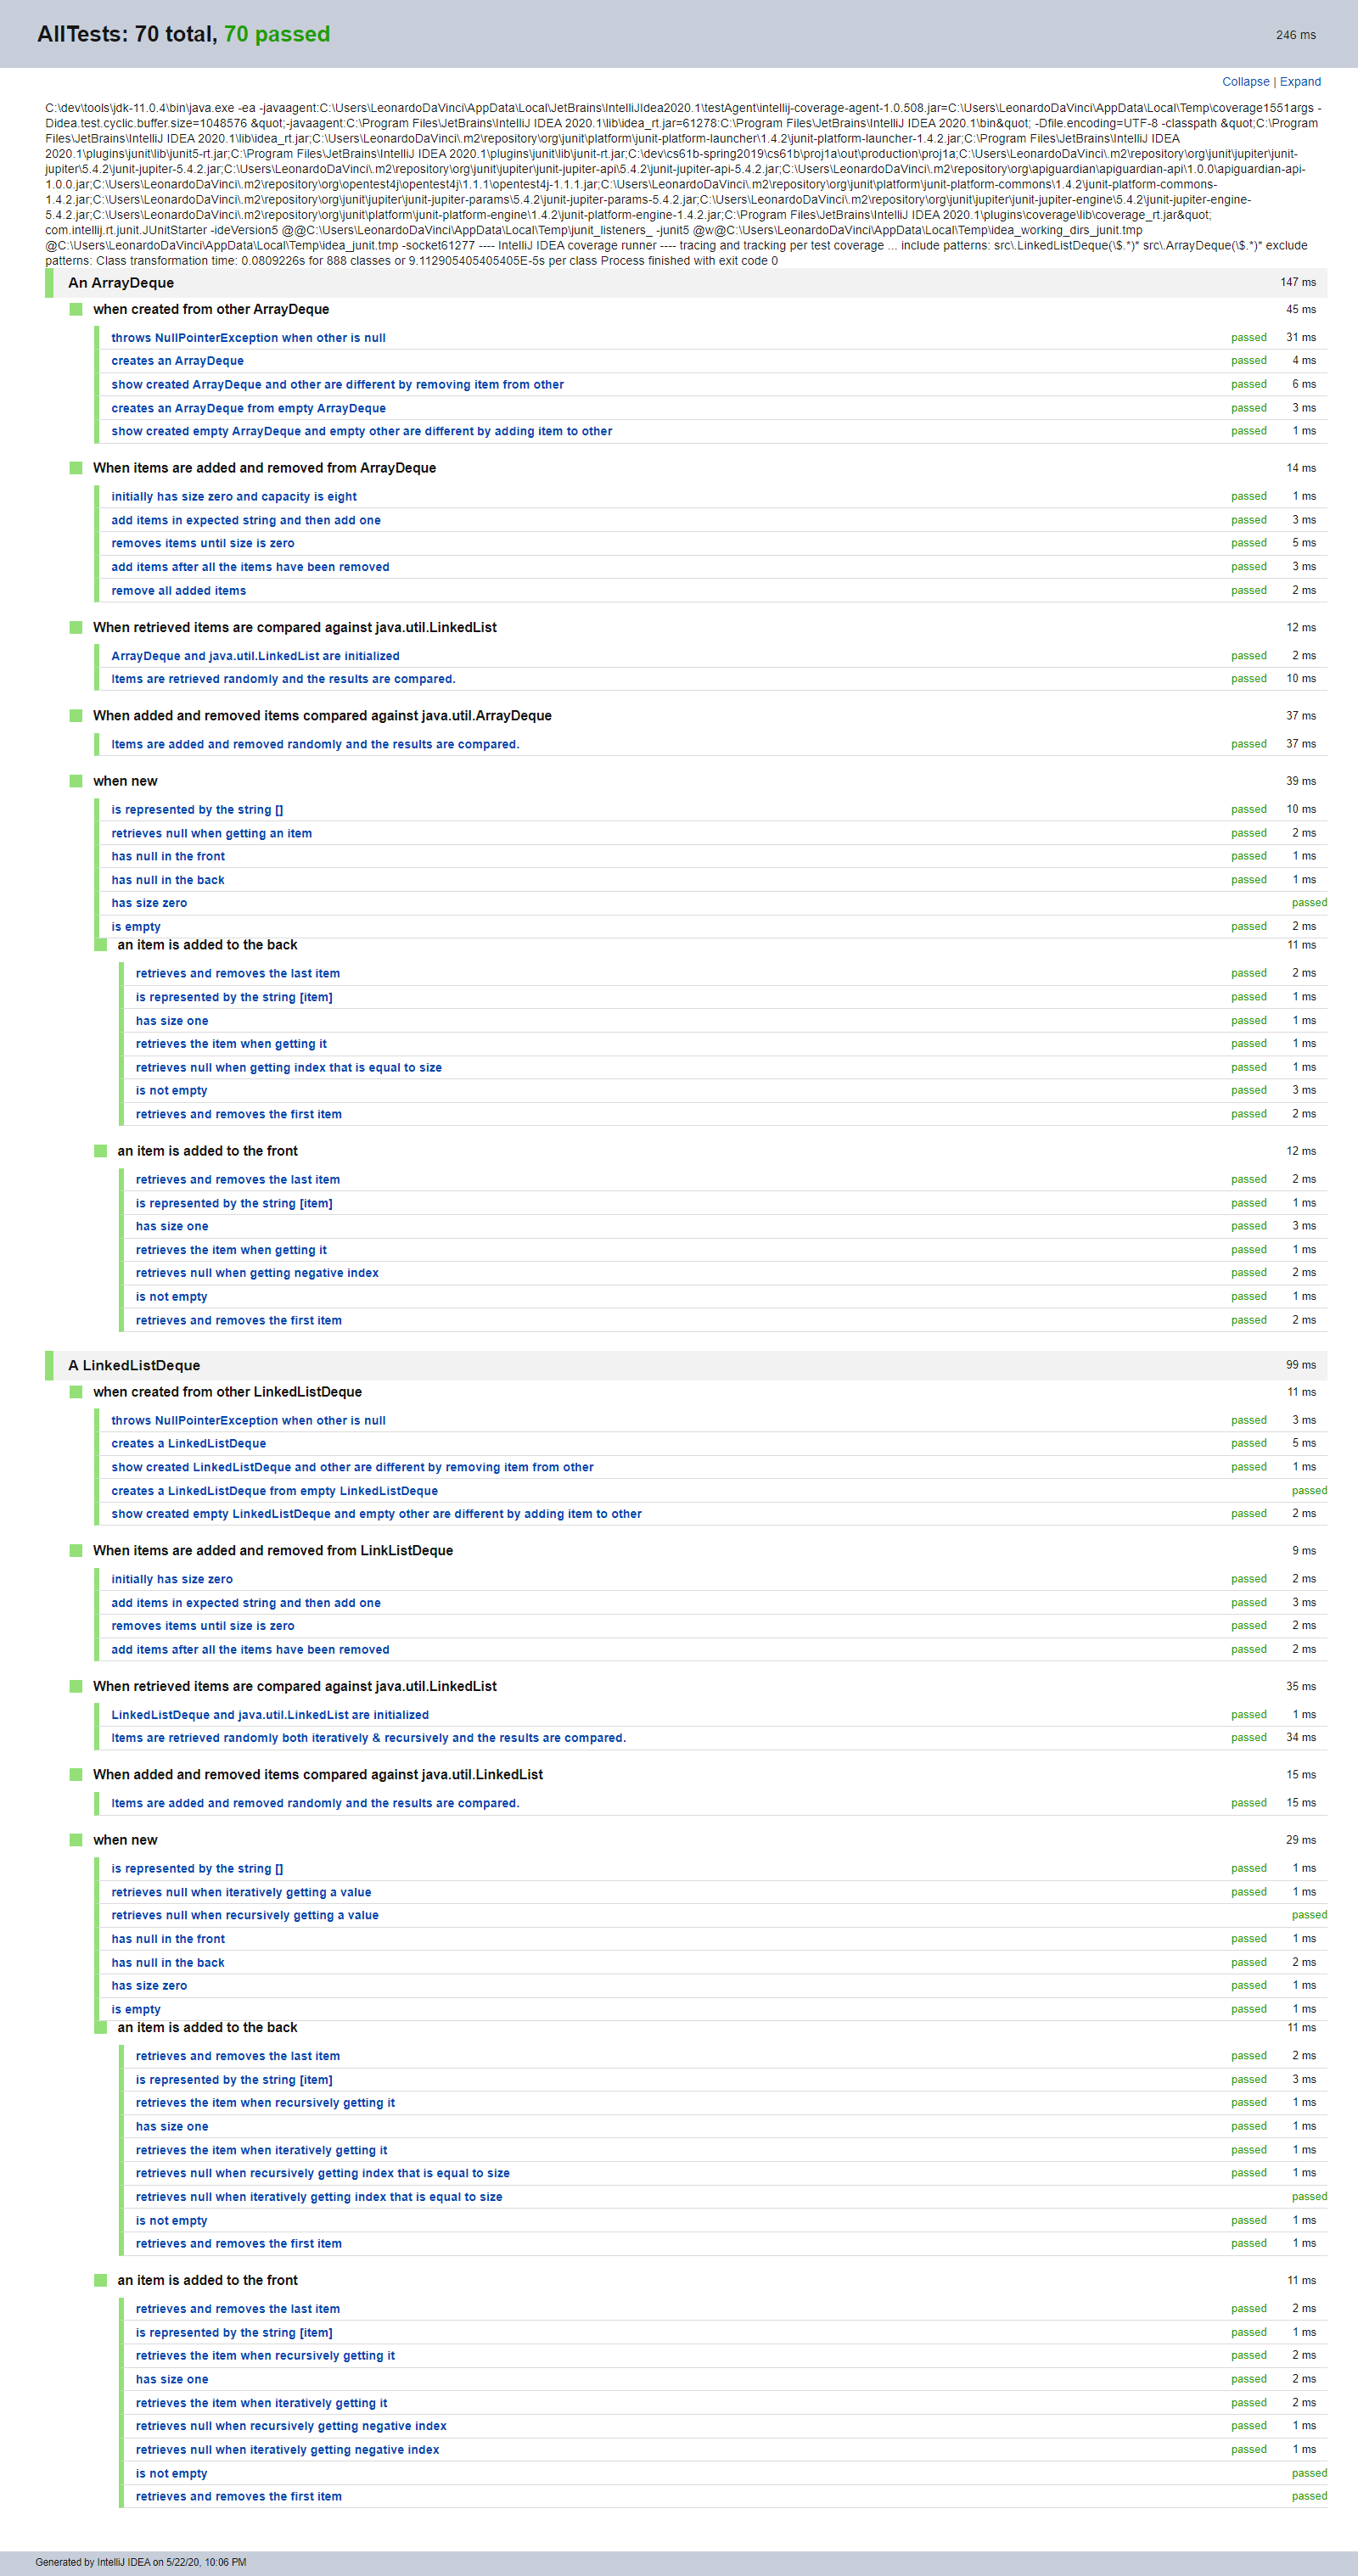 AllTests: 70 total, 70 passed
246 ms
Collapse | Expand
C:\dev\tools\jdk-11.0.4\bin\java.exe -ea -javaagent:C:\Users\LeonardoDaVinci\AppData\Local\JetBrains\IntelliJIdea2020.1\testAgent\intellij-coverage-agent-1.0.508.jar=C:\Users\LeonardoDaVinci\AppData\Local\Temp\coverage1551args -
Didea.test.cyclic.buffer.size=1048576 &quot;-javaagent:C:\Program Files\JetBrains\IntelliJ IDEA 2020.1\lib\idea_rt.jar=61278:C:\Program Files\JetBrains\IntelliJ IDEA 2020.1\bin&quot; -Dfile.encoding=UTF-8 -classpath &quot;C:\Program
Files\JetBrains\IntelliJ IDEA 2020.1\lib\idea_rt.jar;C:\Users\LeonardoDaVinci\.m2\repository\org\junit\platform\junit-platform-launcher\1.4.2\junit-platform-launcher-1.4.2.jar;C:\Program Files\JetBrains\IntelliJ IDEA
2020.1\plugins\junit\lib\junit5-rt.jar;C:\Program Files\JetBrains\IntelliJ IDEA 2020.1\plugins\junit\lib\junit-rt.jar;C:\dev\cs61b-spring2019\cs61b\proj1a\out\production\proj1a;C:\Users\LeonardoDaVinci\.m2\repository\org\junit\jupiter\junit-
jupiter\5.4.2\junit-jupiter-5.4.2.jar;C:\Users\LeonardoDaVinci\.m2\repository\org\junit\jupiter\junit-jupiter-api\5.4.2\junit-jupiter-api-5.4.2.jar;C:\Users\LeonardoDaVinci\.m2\repository\org\apiguardian\apiguardian-api\1.0.0\apiguardian-api-
1.0.0.jar;C:\Users\LeonardoDaVinci\.m2\repository\org\opentest4j\opentest4j\1.1.1\opentest4j-1.1.1.jar;C:\Users\LeonardoDaVinci\.m2\repository\org\junit\platform\junit-platform-commons\1.4.2\junit-platform-commons-
1.4.2.jar;C:\Users\LeonardoDaVinci\.m2\repository\org\junit\jupiter\junit-jupiter-params\5.4.2\junit-jupiter-params-5.4.2.jar;C:\Users\LeonardoDaVinci\.m2\repository\org\junit\jupiter\junit-jupiter-engine\5.4.2\junit-jupiter-engine-
5.4.2.jar;C:\Users\LeonardoDaVinci\.m2\repository\org\junit\platform\junit-platform-engine\1.4.2\junit-platform-engine-1.4.2.jar;C:\Program Files\JetBrains\IntelliJ IDEA 2020.1\plugins\coverage\lib\coverage_rt.jar&quot;
com.intellij.rt.junit.JUnitStarter -ideVersion5 @@C:\Users\LeonardoDaVinci\AppData\Local\Temp\junit_listeners_ -junit5 @w@C:\Users\LeonardoDaVinci\AppData\Local\Temp\idea_working_dirs_junit.tmp
@C:\Users\LeonardoDaVinci\AppData\Local\Temp\idea_junit.tmp -socket61277 ---- IntelliJ IDEA coverage runner ---- tracing and tracking per test coverage ... include patterns: src\.LinkedListDeque(\$.*)* src\.ArrayDeque(\$.*)* exclude
patterns: Class transformation time: 0.0809226s for 888 classes or 9.112905405405405E-5s per class Process finished with exit code 0
An ArrayDeque 147 ms
when created from other ArrayDeque 45 ms
throws NullPointerException when other is null passed 31 ms
creates an ArrayDeque passed 4 ms
show created ArrayDeque and other are different by removing item from other passed 6 ms
creates an ArrayDeque from empty ArrayDeque passed 3 ms
show created empty ArrayDeque and empty other are different by adding item to other passed 1 ms
When items are added and removed from ArrayDeque 14 ms
initially has size zero and capacity is eight passed 1 ms
add items in expected string and then add one passed 3 ms
removes items until size is zero passed 5 ms
add items after all the items have been removed passed 3 ms
remove all added items passed 2 ms
When retrieved items are compared against java.util.LinkedList 12 ms
ArrayDeque and java.util.LinkedList are initialized passed 2 ms
Items are retrieved randomly and the results are compared. passed 10 ms
When added and removed items compared against java.util.ArrayDeque 37 ms
Items are added and removed randomly and the results are compared. passed 37 ms
when new 39 ms
is represented by the string [] passed 10 ms
retrieves null when getting an item passed 2 ms
has null in the front passed 1 ms
has null in the back passed 1 ms
has size zero passed
is empty passed 2 ms
an item is added to the back 11 ms
retrieves and removes the last item passed 2 ms
is represented by the string [item] passed 1 ms
has size one passed 1 ms
retrieves the item when getting it passed 1 ms
retrieves null when getting index that is equal to size passed 1 ms
is not empty passed 3 ms
retrieves and removes the first item passed 2 ms
an item is added to the front 12 ms
retrieves and removes the last item passed 2 ms
is represented by the string [item] passed 1 ms
has size one passed 3 ms
retrieves the item when getting it passed 1 ms
retrieves null when getting negative index passed 2 ms
is not empty passed 1 ms
retrieves and removes the first item passed 2 ms
A LinkedListDeque 99 ms
when created from other LinkedListDeque 11 ms
throws NullPointerException when other is null passed 3 ms
creates a LinkedListDeque passed 5 ms
show created LinkedListDeque and other are different by removing item from other passed 1 ms
creates a LinkedListDeque from empty LinkedListDeque passed
show created empty LinkedListDeque and empty other are different by adding item to other passed 2 ms
When items are added and removed from LinkListDeque 9 ms
initially has size zero passed 2 ms
add items in expected string and then add one passed 3 ms
removes items until size is zero passed 2 ms
add items after all the items have been removed passed 2 ms
When retrieved items are compared against java.util.LinkedList 35 ms
LinkedListDeque and java.util.LinkedList are initialized passed 1 ms
Items are retrieved randomly both iteratively & recursively and the results are compared. passed 34 ms
When added and removed items compared against java.util.LinkedList 15 ms
Items are added and removed randomly and the results are compared. passed 15 ms
when new 29 ms
is represented by the string [] passed 1 ms
retrieves null when iteratively getting a value passed 1 ms
retrieves null when recursively getting a value passed
has null in the front passed 1 ms
has null in the back passed 2 ms
has size zero passed 1 ms
is empty passed 1 ms
an item is added to the back 11 ms
retrieves and removes the last item passed 2 ms
is represented by the string [item] passed 3 ms
retrieves the item when recursively getting it passed 1 ms
has size one passed 1 ms
retrieves the item when iteratively getting it passed 1 ms
retrieves null when recursively getting index that is equal to size passed 1 ms
retrieves null when iteratively getting index that is equal to size passed
is not empty passed 1 ms
retrieves and removes the first item passed 1 ms
an item is added to the front 11 ms
retrieves and removes the last item passed 2 ms
is represented by the string [item] passed 1 ms
retrieves the item when recursively getting it passed 2 ms
has size one passed 2 ms
retrieves the item when iteratively getting it passed 2 ms
retrieves null when recursively getting negative index passed 1 ms
retrieves null when iteratively getting negative index passed 1 ms
is not empty passed
retrieves and removes the first item passed
Generated by IntelliJ IDEA on 5/22/20, 10:06 PM